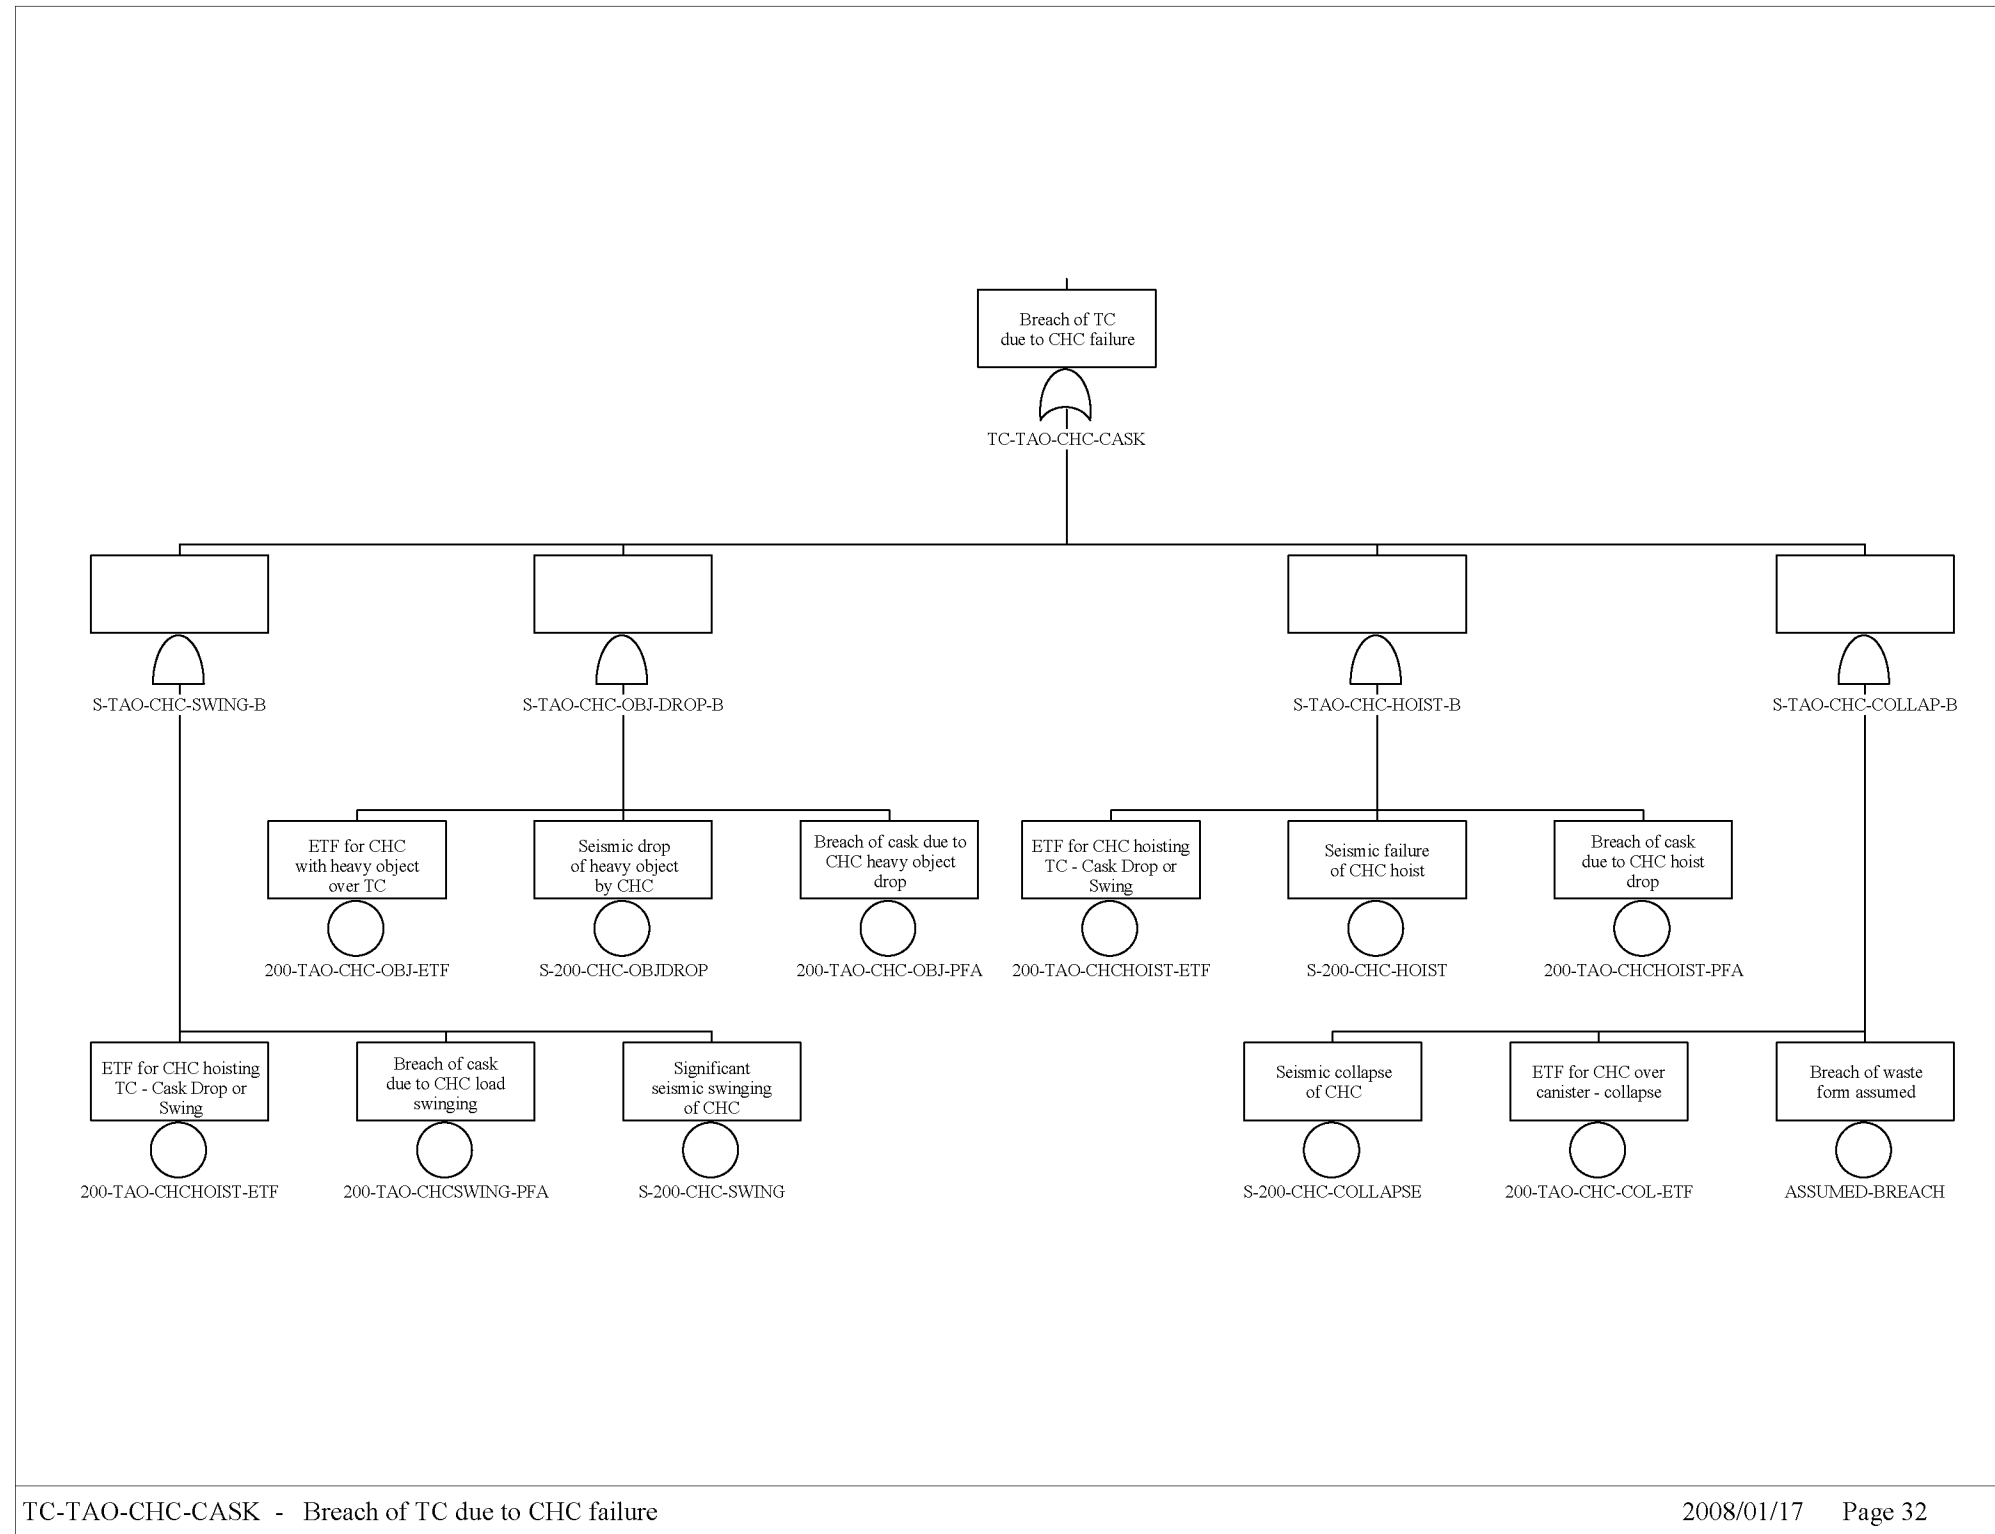 Breach of TC
due to CHC failure
TC-TAO-CHC-CASK
S-TAO-CHC-SWING-B
S-TAO-CHC-OBJ-DROP-B
S-TAO-CHC-HOIST-B
S-TAO-CHC-COLLAP-B
ETF for CHC
with heavy object
over TC
200-TAO-CHC-OBJ-ETF
Seismic drop
of heavy object
by CHC
S-200-CHC-OBJDROP
Breach of cask due to
CHC heavy object
drop
200-TAO-CHC-OBJ-PFA
ETF for CHC hoisting
TC - Cask Drop or
Swing
200-TAO-CHCHOIST-ETF
Seismic failure
of CHC hoist
S-200-CHC-HOIST
Breach of cask
due to CHC hoist
drop
200-TAO-CHCHOIST-PFA
ETF for CHC hoisting
TC - Cask Drop or
Swing
200-TAO-CHCHOIST-ETF
Breach of cask
due to CHC load
swinging
200-TAO-CHCSWING-PFA
Significant
seismic swinging
of CHC
S-200-CHC-SWING
Seismic collapse
of CHC
S-200-CHC-COLLAPSE
ETF for CHC over
canister - collapse
200-TAO-CHC-COL-ETF
Breach of waste
form assumed
ASSUMED-BREACH
TC-TAO-CHC-CASK - Breach of TC due to CHC failure
2008/01/17 Page 32